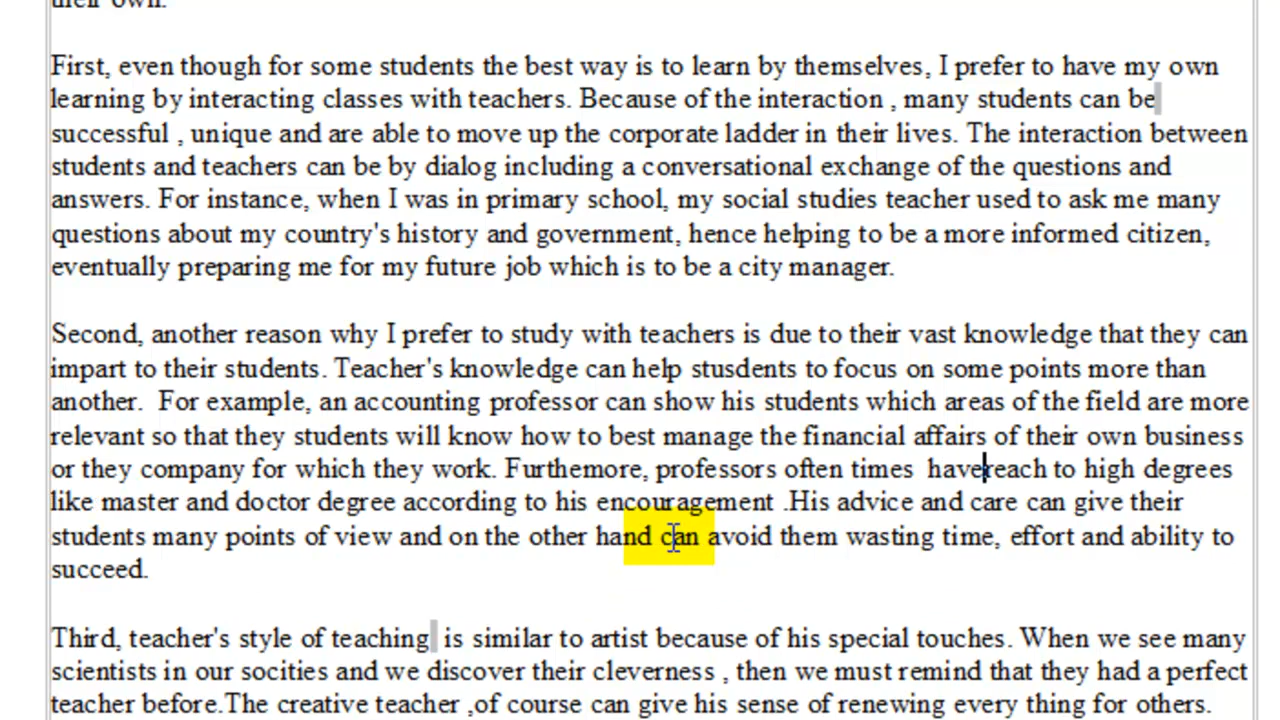 their own.
First, even though for some students the best way is to learn by themselves, I prefer to have my own
learning by interacting classes with teachers. Because of the interaction , many students can be
successful , unique and are able to move up the corporate ladder in their lives. The interaction between
students and teachers can be by dialog including a conversational exchange of the questions and
answers. For instance, when I was in primary school, my social studies teacher used to ask me many
questions about my country's history and government, hence helping to be a more informed citizen,
eventually preparing me for my future job which is to be a city manager.
Second, another reason why I prefer to study with teachers is due to their vast knowledge that they can
impart to their students. Teacher's knowledge can help stusdents to focus on some points more than
another.  For example, an accounting professor can show his students which areas of the field are more
relevant so that they students will know how to best manage the financial affairs of their own business
or they company for which they work. Furthemore, professors often times  have reach to high degrees
like master and doctor degree according to his encouragement .His advice and care can give their
students many points of view and on the other hand can avoid them wasting time, effort and ability to
succeed.
Third, teacher's style of teaching  is similar to artist because of his special touches. When we see many
scientists in our socities and we discover their cleverness , then we must remind that they had a perfect
teacher before.The creative teacher ,of course can give his sense of renewing every thing for others.